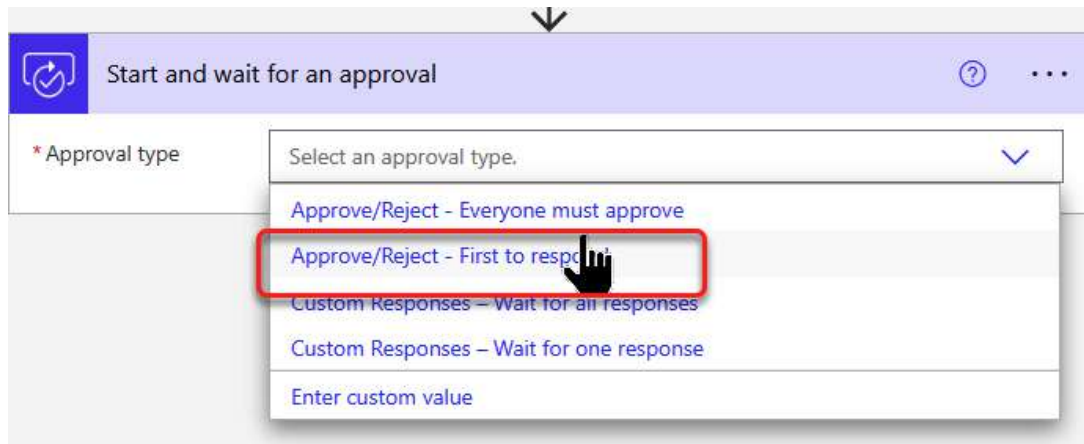 Start and wait for an approval
* Approval type
Select an approval type.
Approve/Reject - Everyone must approve
Approve/Reject - First to respond
Custom Responses – Wait for all responses
Custom Responses – Wait for one response
Enter custom value